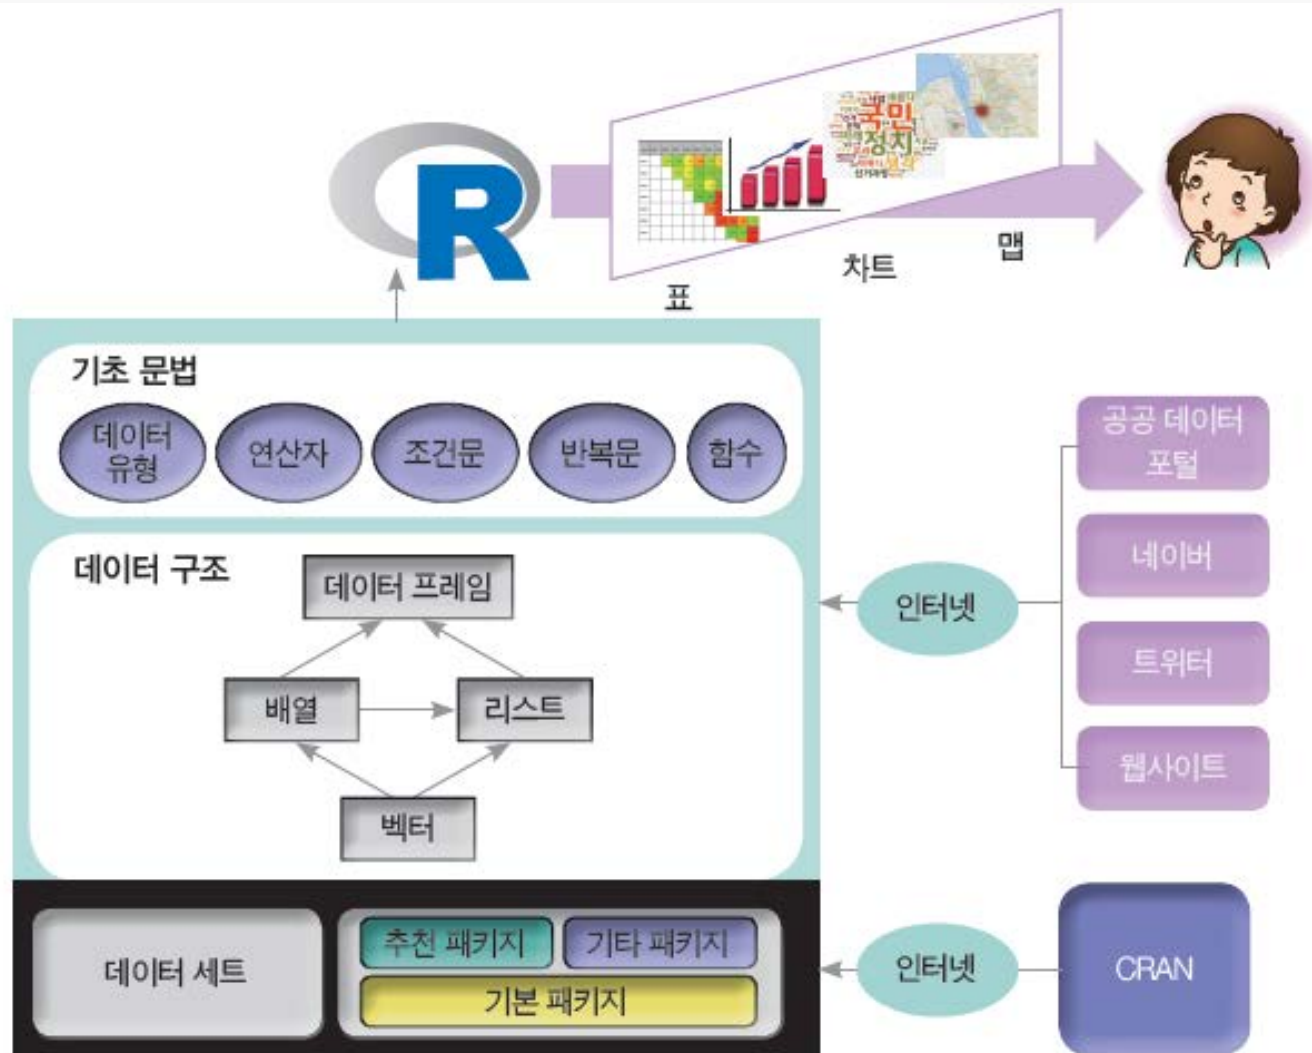 R
국민
정치
맵
차트
표
기초 문법
데이터
유형
연산자
조건문
반복문
함수
데이터 구조
데이터 프레임
배열
리스트
벡터
공공 데이터
포털
네이버
트위터
웹사이트
인터넷
데이터 세트
추천 패키지
기타 패키지
기본 패키지
인터넷
CRAN